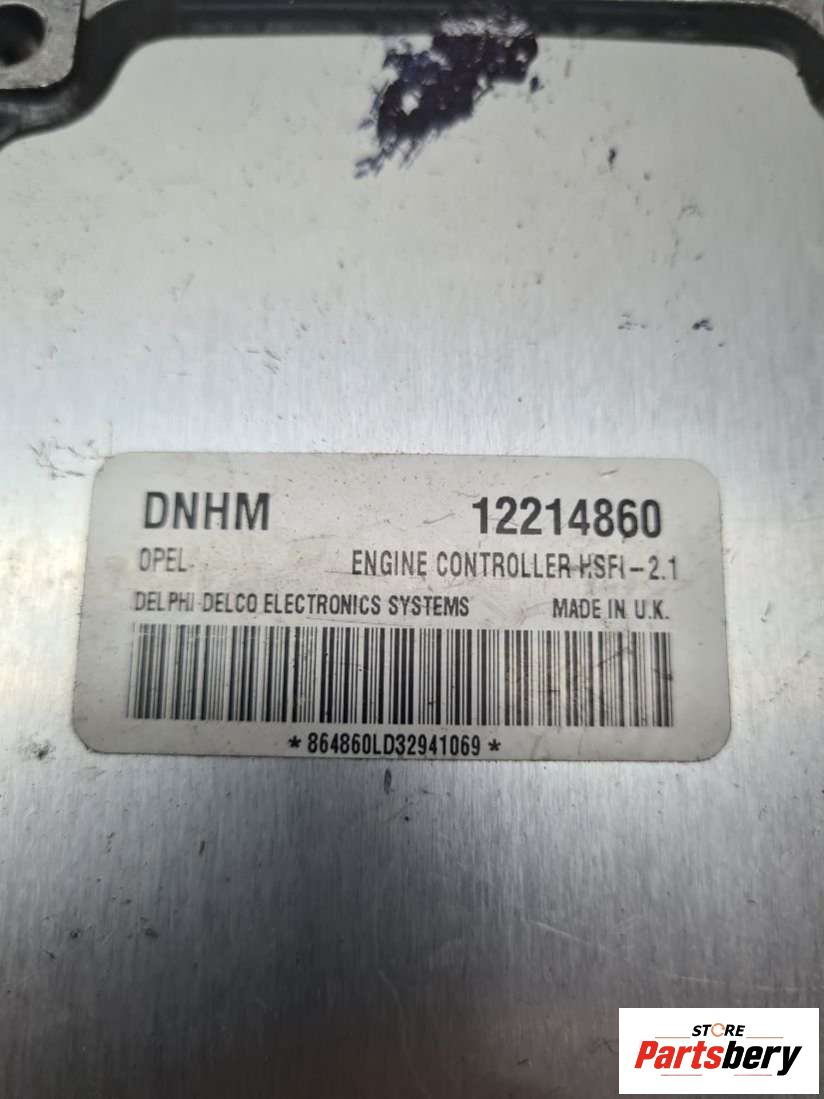 DNHM 12214860
OPEL ENGINE CONTROLLER HSFI-2.1
DELPHI DELCO ELECTRONICS SYSTEMS MADE IN U.K.
*864860LD32941069*
STORE
Partsbery